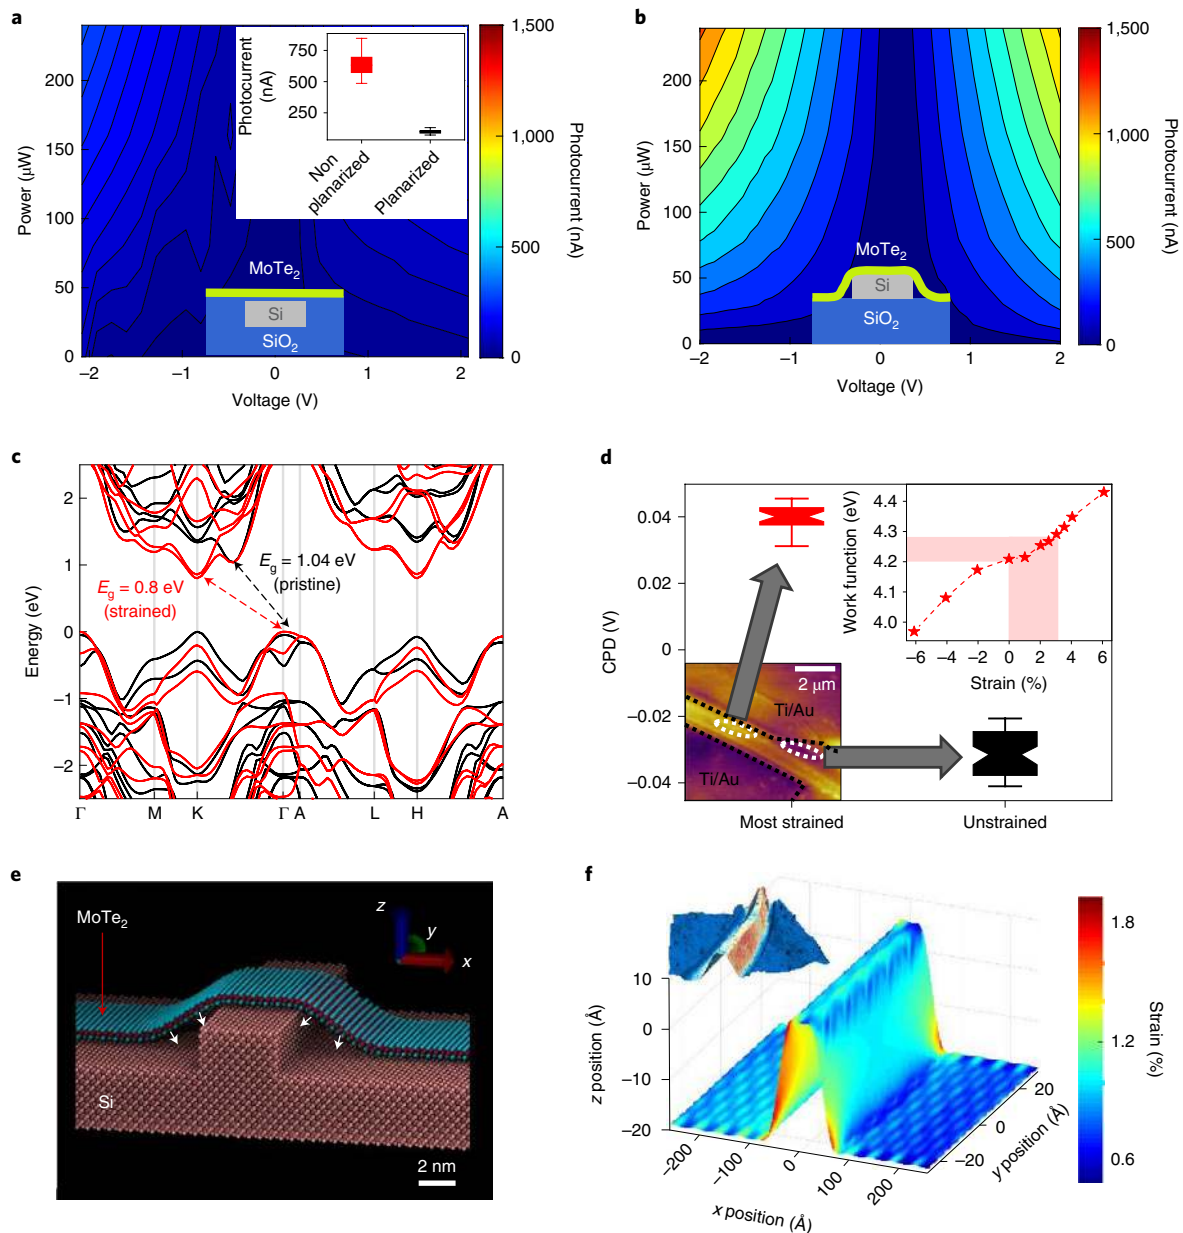 a
Power (µW)
200
150
100
50
0
−2
−1
0
1
2
Voltage (V)
Photocurrent
(nA)
750
500
250
Non
planarized
Planarized
MoTe2
Si
SiO2
1,500
1,000
500
0
Photocurrent (nA)
b
Power (µW)
200
150
100
50
0
−2
−1
0
1
2
Voltage (V)
MoTe2
Si
SiO2
1,500
1,000
500
0
Photocurrent (nA)
c
Energy (eV)
2
1
0
−1
−2
Eg = 1.04 eV
(pristine)
Eg = 0.8 eV
(strained)
Γ
M
K
Γ
A
L
H
A
d
CPD (V)
0.04
0.02
0
−0.02
−0.04
2 µm
Ti/Au
Ti/Au
Most strained
Unstrained
Work function (eV)
4.4
4.3
4.2
4.1
4.0
−6
−4
−2
0
2
4
6
Strain (%)
e
MoTe2
z
y
x
Si
2 nm
f
z position (Å)
10
0
−10
−20
−200
−100
0
100
200
x position (Å)
−20
0
20
y position (Å)
1.8
1.2
0.6
Strain (%)